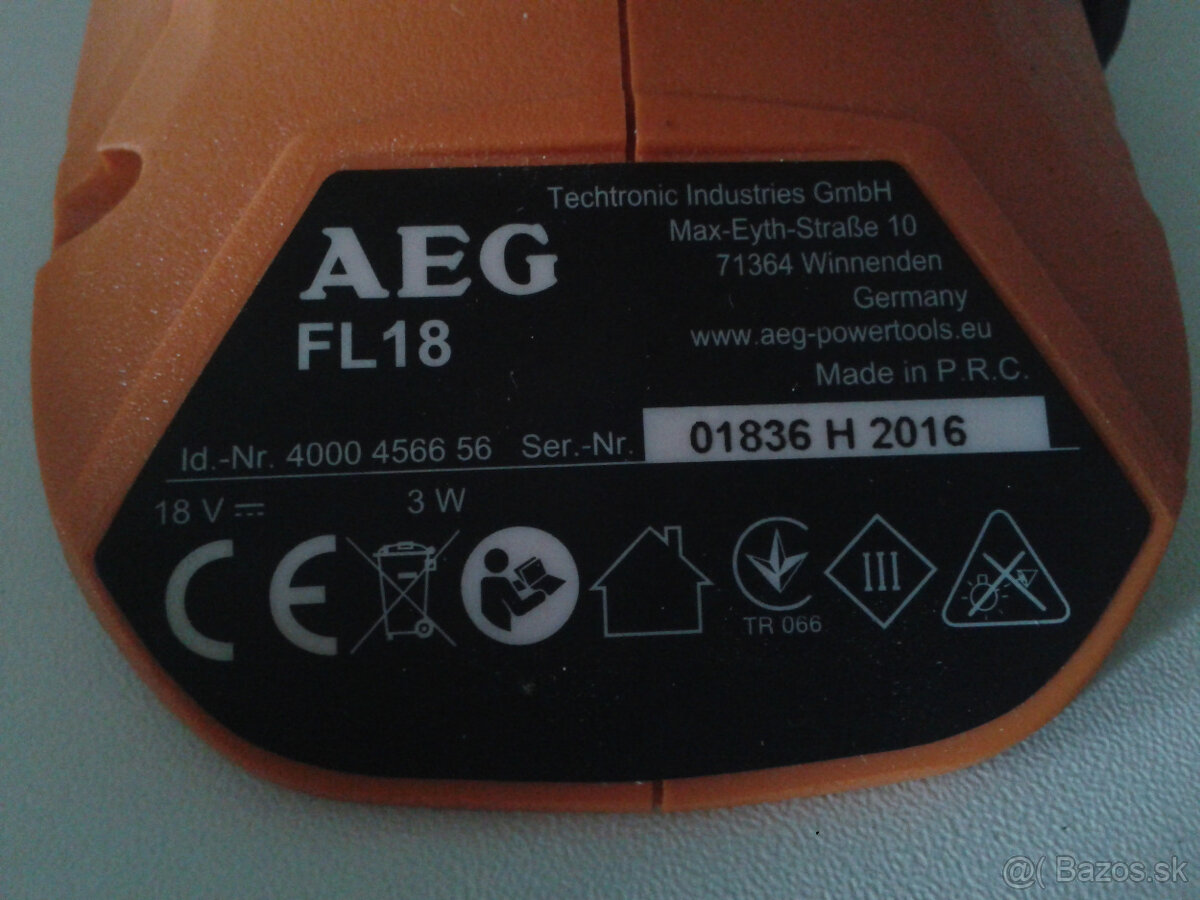 Techtronic Industries GmbH
Max-Eyth-Straße 10
71364 Winnenden
Germany
www.aeg-powertools.eu
Made in P.R.C.
AEG
FL18
Id.-Nr. 4000 4566 56 Ser.-Nr. 01836 H 2016
18 V 3 W
CE
TR 066
III
@( Bazos.sk